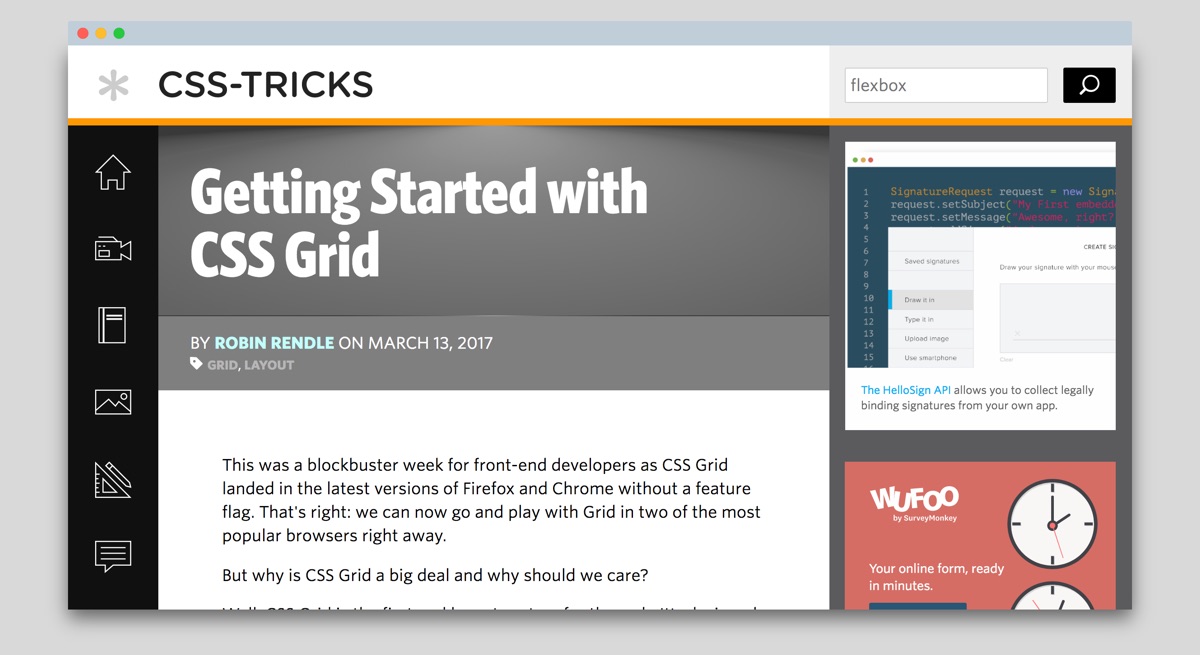 CSS-TRICKS
flexbox
Getting Started with
CSS Grid
BY ROBIN RENDLE ON MARCH 13, 2017
GRID, LAYOUT
This was a blockbuster week for front-end developers as CSS Grid
landed in the latest versions of Firefox and Chrome without a feature
flag. That's right: we can now go and play with Grid in two of the most
popular browsers right away.
But why is CSS Grid a big deal and why should we care?
1 SignatureRequest request = new Signa
2 request.setSubject("My First embedd
3 request.setMessage("Awesome, right?
4
5
6
7
8
9
10
11
12
13
14
15
CREATE SI
Saved signatures
Draw your signature with your mous
Draw it in
Type it in
Upload image
Use smartphone
Clear
The HelloSign API allows you to collect legally
binding signatures from your own app.
WUFOO
by SurveyMonkey
Your online form, ready
in minutes.